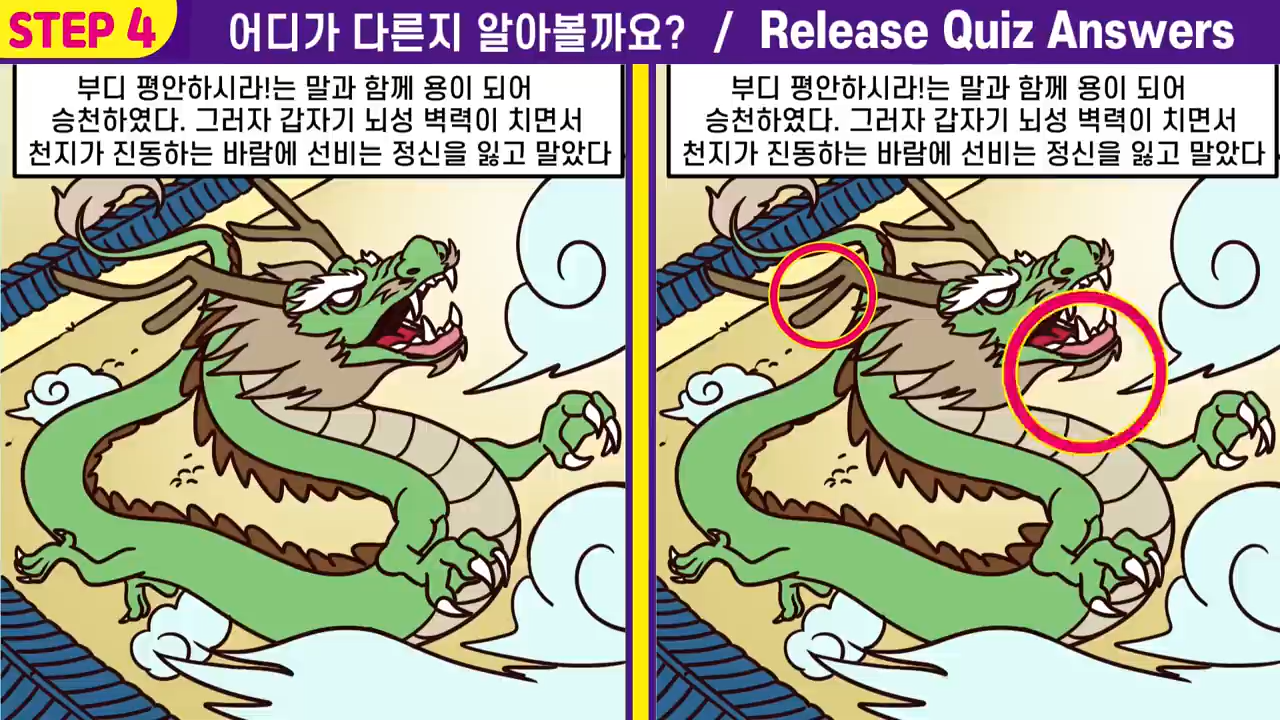 STEP 4
어디가 다른지 알아볼까요? / Release Quiz Answers
부디 평안하시라!는 말과 함께 용이 되어
승천하였다. 그러자 갑자기 뇌성 벽력이 치면서
천지가 진동하는 바람에 선비는 정신을 잃고 말았다
부디 평안하시라!는 말과 함께 용이 되어
승천하였다. 그러자 갑자기 뇌성 벽력이 치면서
천지가 진동하는 바람에 선비는 정신을 잃고 말았다